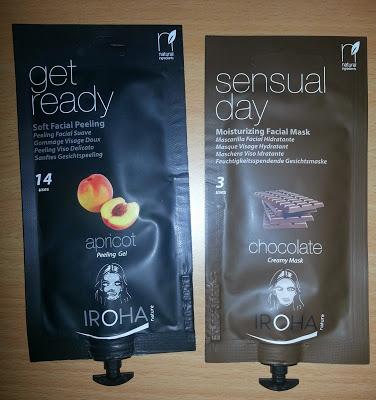 natural
ingredients
get
ready
Soft Facial Peeling
Peeling Facial Suave
Gommage Visage Doux
Peeling Viso Delicato
Sanftes Gesichtspeeling
14
uses
apricot
Peeling Gel
IROHA
nature
natural
ingredients
sensual
day
Moisturizing Facial Mask
Mascarilla Facial Hidratante
Masque Visage Hydratant
Maschera Viso Idratante
Feuchtigkeitsspendende Gesichtsmaske
3
uses
chocolate
Creamy Mask
IROHA
nature